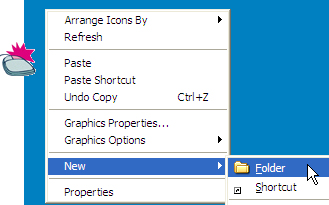 Arrange Icons By
Refresh
Paste
Paste Shortcut
Undo Copy Ctrl+Z
Graphics Properties...
Graphics Options
New
Folder
Shortcut
Properties